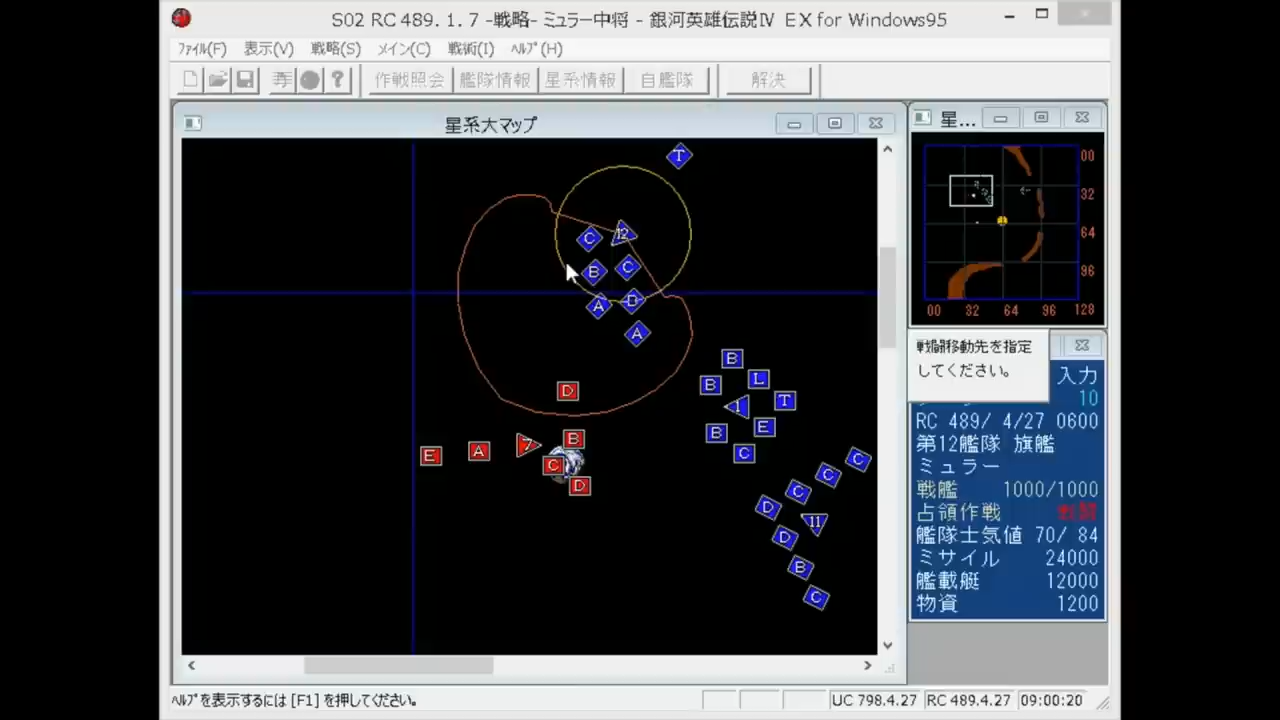 S02 RC 489. 1. 7 -戦略- ミュラー中将 - 銀河英雄伝説Ⅳ EX for Windows95
ﾌｧｲﾙ(F) 表示(V) 戦略(S) メイン(C) 戦術(I) ﾍﾙﾌﾟ(H)
作戦照会 艦隊情報 星系情報 自艦隊 解決
星系大マップ
星...
T
12
C
C
B
D
A
A
B
L
B
T
1
E
B
C
D
E
A
7
B
C
D
C
C
C
D
11
D
B
C
00
32
64
96
00 32 64 96 128
戦闘移動先を指定
してください。
入力
10
RC 489/ 4/27 0600
第12艦隊 旗艦
ミュラー
戦艦 1000/1000
占領作戦 戦闘
艦隊士気値 70/ 84
ミサイル 24000
艦載艇 12000
物資 1200
ﾍﾙﾌﾟを表示するには [F1] を押してください。
UC 798.4.27 RC 489.4.27 09:00:20